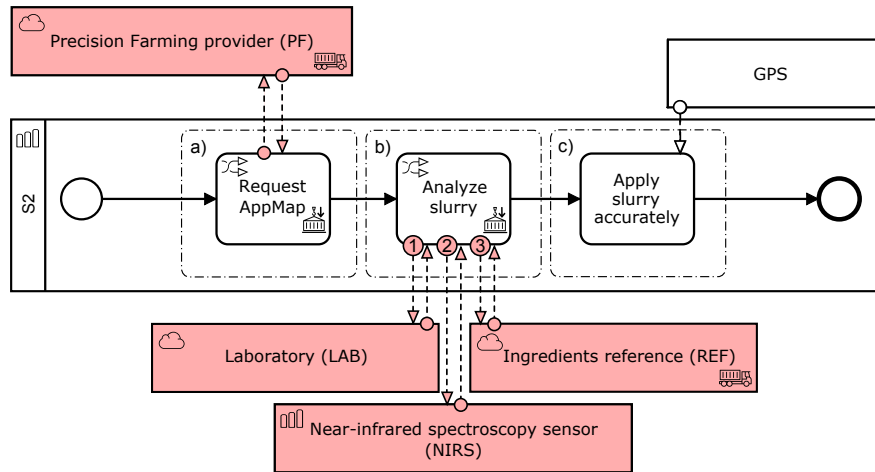 Precision Farming provider (PF)
GPS
S2
a)
Request
AppMap
b)
Analyze
slurry
1
2
3
c)
Apply
slurry
accurately
Laboratory (LAB)
Ingredients reference (REF)
Near-infrared spectroscopy sensor
(NIRS)